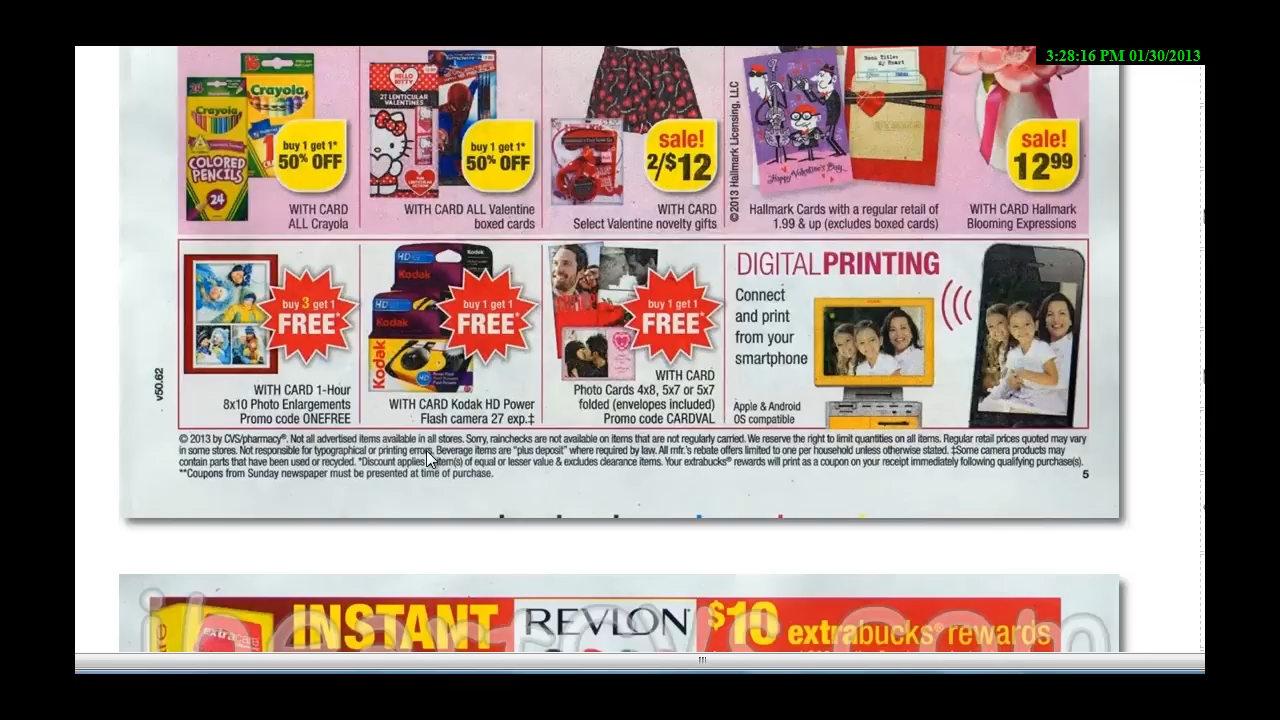 3:28:16 PM 01/30/2013
24
Crayola
COLORED
PENCILS
24
Crayola
buy 1 get 1*
50% OFF
WITH CARD
ALL Crayola
HELLO
KITTY
27 LENTICULAR
VALENTINES
buy 1 get 1*
50% OFF
WITH CARD ALL Valentine
boxed cards
sale!
2/$12
WITH CARD
Select Valentine novelty gifts
©2013 Hallmark Licensing, LLC
Happy Valentine's Day
My Heart
Hallmark Cards with a regular retail of
1.99 & up (excludes boxed cards)
sale!
12 99
WITH CARD Hallmark
Blooming Expressions
v50.62
buy 3 get 1
FREE*
WITH CARD 1-Hour
8x10 Photo Enlargements
Promo code ONEFREE
HD
Kodak
Kodak
HD
Kodak
Kodak
HD
buy 1 get 1
FREE*
WITH CARD Kodak HD Power
Flash camera 27 exp.‡
buy 1 get 1
FREE*
WITH CARD
Photo Cards 4x8, 5x7 or 5x7
folded (envelopes included)
Promo code CARDVAL
DIGITAL PRINTING
Connect
and print
from your
smartphone
Apple & Android
OS compatible
© 2013 by CVS/pharmacy®. Not all advertised items available in all stores. Sorry, rainchecks are not available on items that are not regularly carried. We reserve the right to limit quantities on all items. Regular retail prices quoted may vary
in some stores. Not responsible for typographical or printing errors. Beverage items are "plus deposit" where required by law. All mfr.'s rebate offers limited to one per household unless otherwise stated. ‡Some camera products may
contain parts that have been used or recycled. *Discount applies item(s) of equal or lesser value & excludes clearance items. Your extrabucks® rewards will print as a coupon on your receipt immediately following qualifying purchase(s).
**Coupons from Sunday newspaper must be presented at time of purchase.
5
extracare
INSTANT
REVLON
$10 extrabucks® rewards